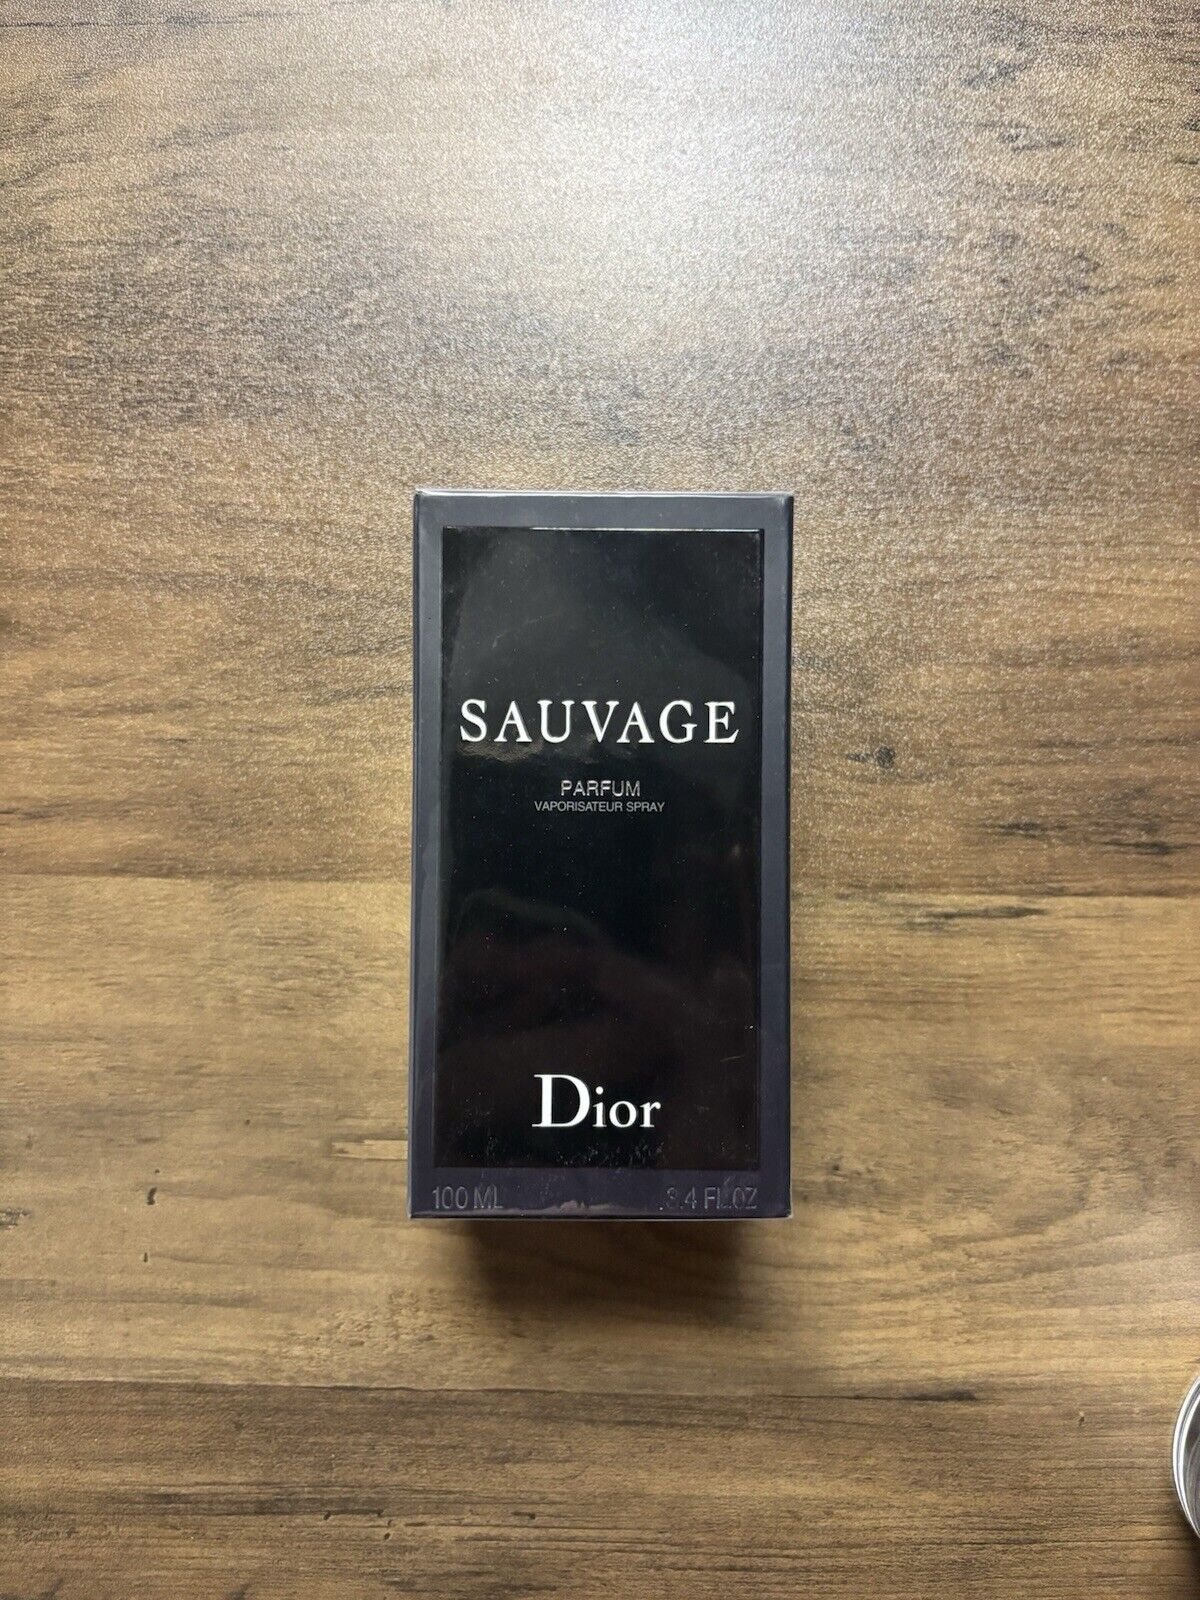 SAUVAGE
PARFUM
VAPORISATEUR SPRAY
Dior
100 ML 3.4 FL.OZ